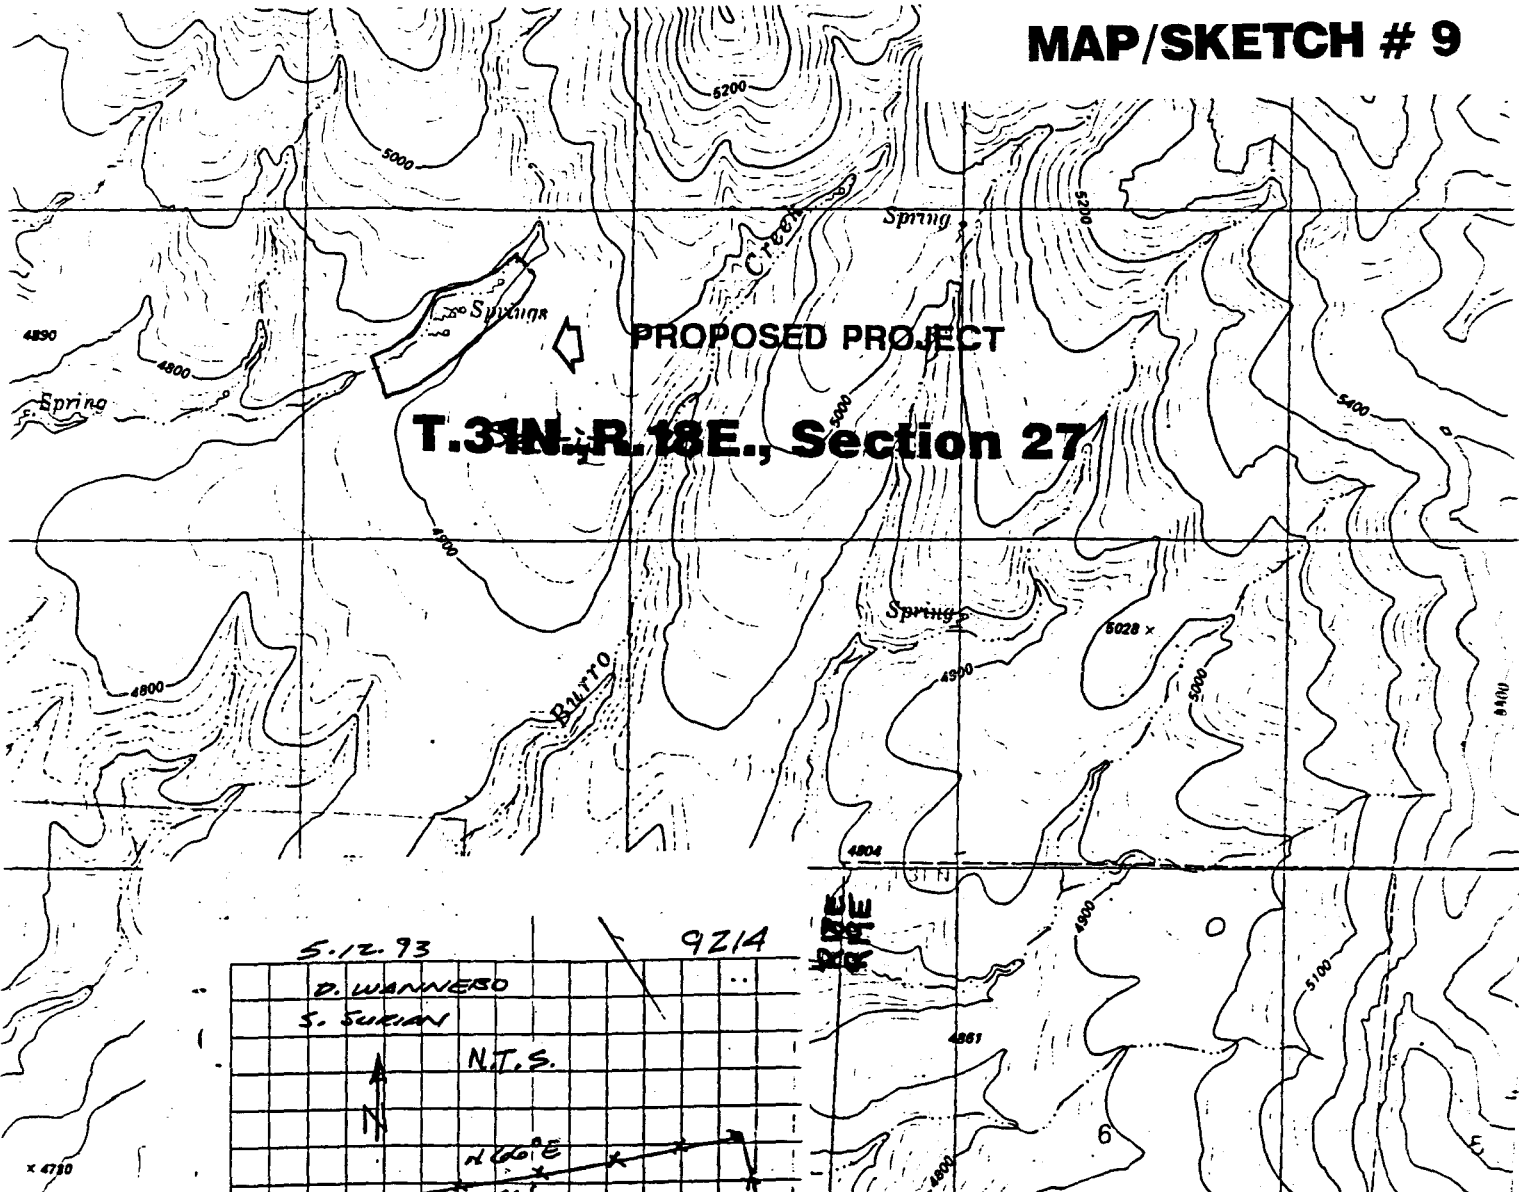 MAP/SKETCH # 9
5200
5000
Creek
Spring
5200
Springs
4890
PROPOSED PROJECT
4800
Spring
5000
5400
T.31N.,R.18E., Section 27
4900
Spring
5028 x
4900
5000
4800
Burro
4804
4900
5100
5.12.93
9214
D. WANNEBO
S. SURIAN
N.T.S.
N
4861
6
N 66° E
4800
x 4780